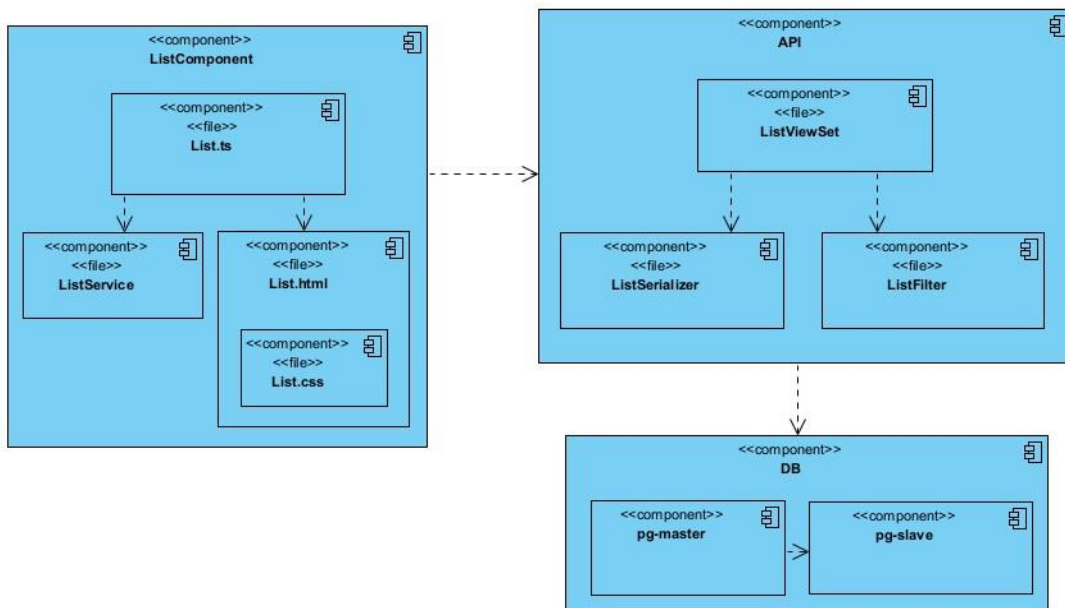 <<component>>
ListComponent
<<component>>
<<file>>
List.ts
<<component>>
<<file>>
ListService
<<component>>
<<file>>
List.html
<<component>>
<<file>>
List.css
<<component>>
API
<<component>>
<<file>>
ListViewSet
<<component>>
<<file>>
ListSerializer
<<component>>
<<file>>
ListFilter
<<component>>
DB
<<component>>
pg-master
<<component>>
pg-slave